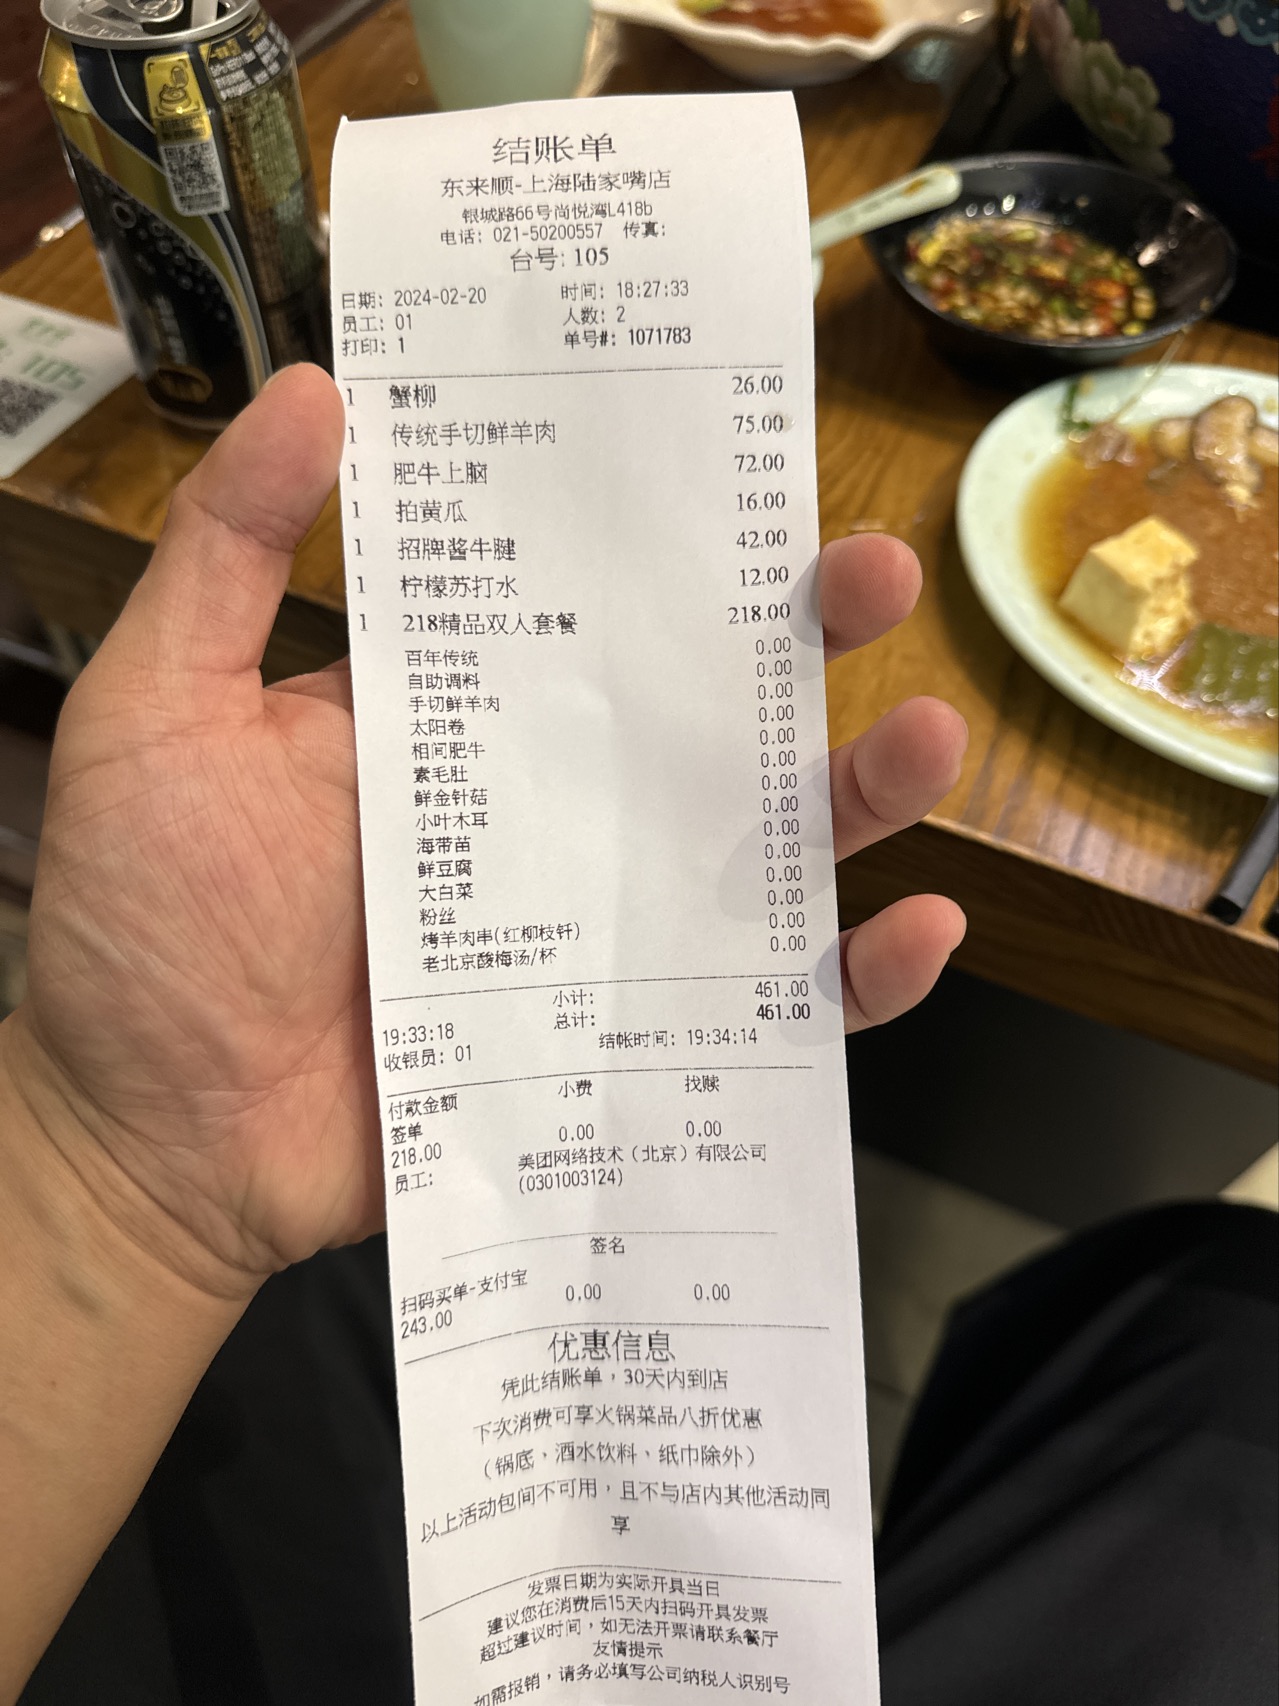 结账单
东来顺-上海陆家嘴店
银城路66号尚悦湾L418b
电话: 021-50200557 传真:
台号: 105
日期: 2024-02-20 时间: 18:27:33
员工: 01 人数: 2
打印: 1 单号#: 1071783
1 蟹柳 26.00
1 传统手切鲜羊肉 75.00
1 肥牛上脑 72.00
1 拍黄瓜 16.00
1 招牌酱牛腱 42.00
1 柠檬苏打水 12.00
1 218精品双人套餐 218.00
百年传统 0.00
自助调料 0.00
手切鲜羊肉 0.00
太阳卷 0.00
相间肥牛 0.00
素毛肚 0.00
鲜金针菇 0.00
小叶木耳 0.00
海带苗 0.00
鲜豆腐 0.00
大白菜 0.00
粉丝 0.00
烤羊肉串(红柳枝钎) 0.00
老北京酸梅汤/杯 0.00
小计: 461.00
总计: 461.00
19:33:18 结帐时间: 19:34:14
收银员: 01
付款金额 小费 找赎
签单 0.00 0.00
218.00 美团网络技术（北京）有限公司
员工: (0301003124)
签名
扫码买单-支付宝 0.00 0.00
243.00
优惠信息
凭此结账单，30天内到店
下次消费可享火锅菜品八折优惠
（锅底、酒水饮料、纸巾除外）
以上活动包间不可用，且不与店内其他活动同
享
发票日期为实际开具当日
建议您在消费后15天内扫码开具发票
超过建议时间，如无法开票请联系餐厅
友情提示
如需报销，请务必填写公司纳税人识别号
105